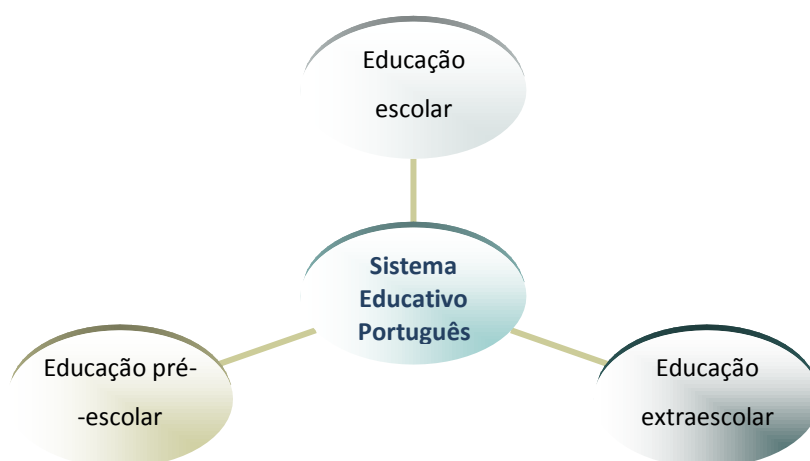 Educação
escolar
Sistema
Educativo
Português
Educação pré-
-escolar
Educação
extraescolar